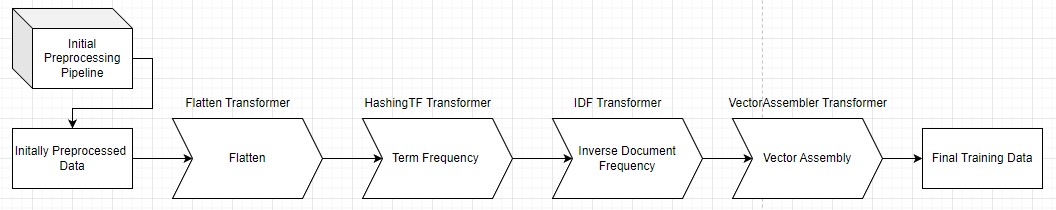 Initial
Preprocessing
Pipeline
Flatten Transformer
HashingTF Transformer
IDF Transformer
VectorAssembler Transformer
Initally Preprocessed
Data
Flatten
Term Frequency
Inverse Document
Frequency
Vector Assembly
Final Training Data